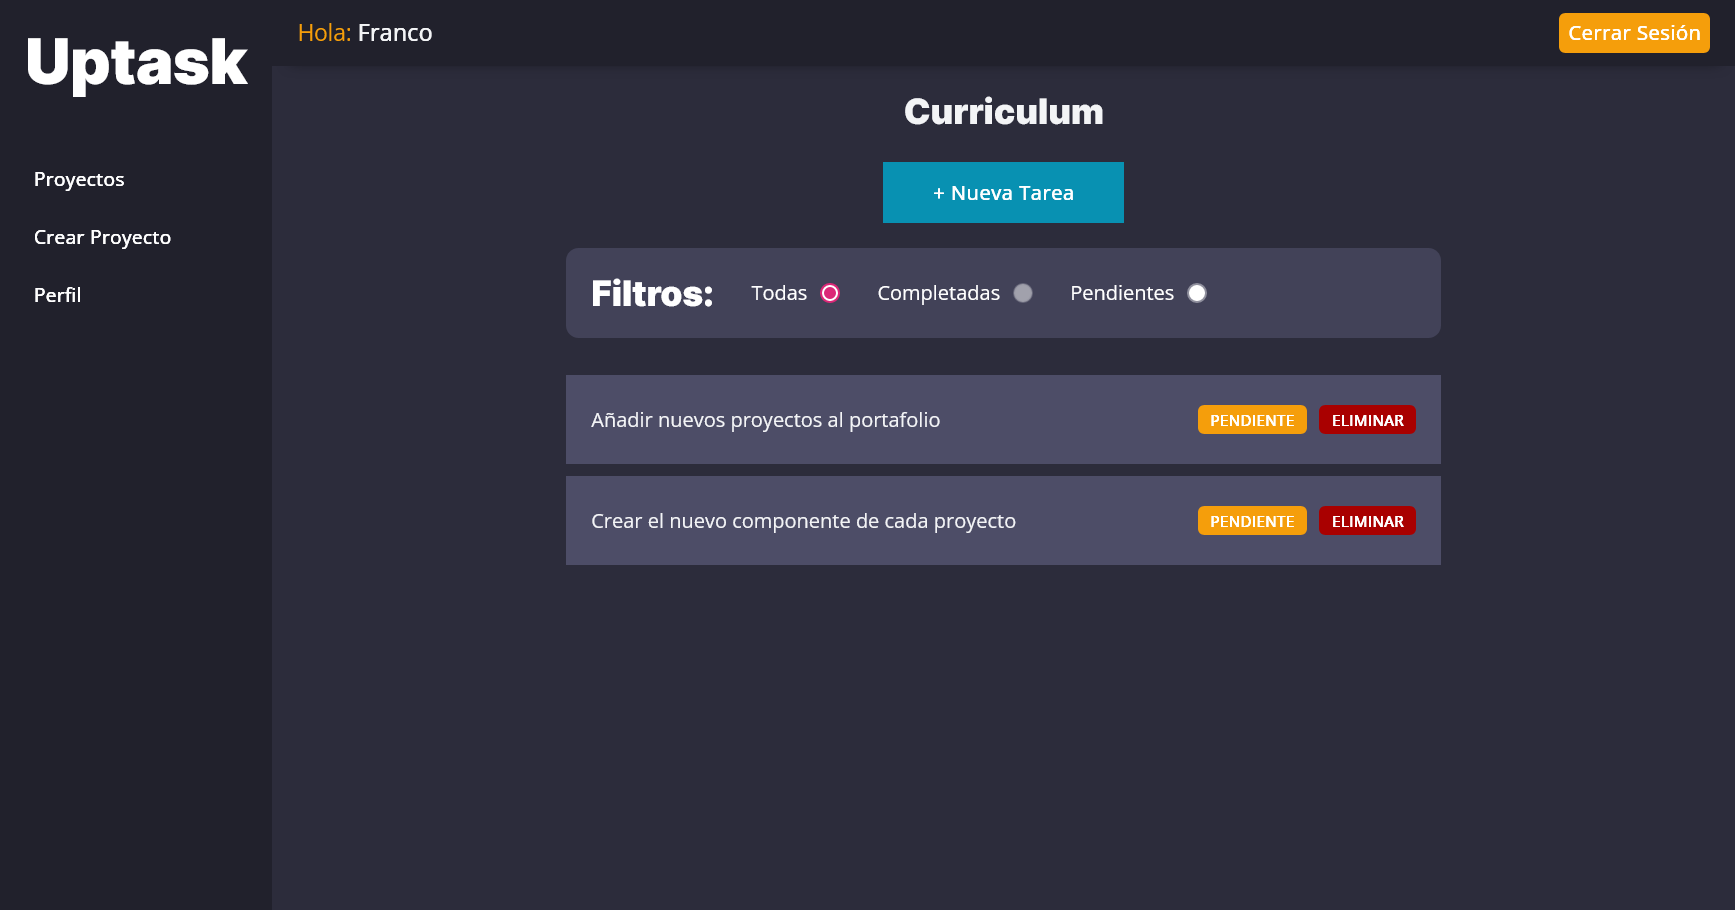 Uptask
Proyectos
Crear Proyecto
Perfil
Hola: Franco
Cerrar Sesión
Curriculum
+ Nueva Tarea
Filtros: Todas Completadas Pendientes
Añadir nuevos proyectos al portafolio PENDIENTE ELIMINAR
Crear el nuevo componente de cada proyecto PENDIENTE ELIMINAR